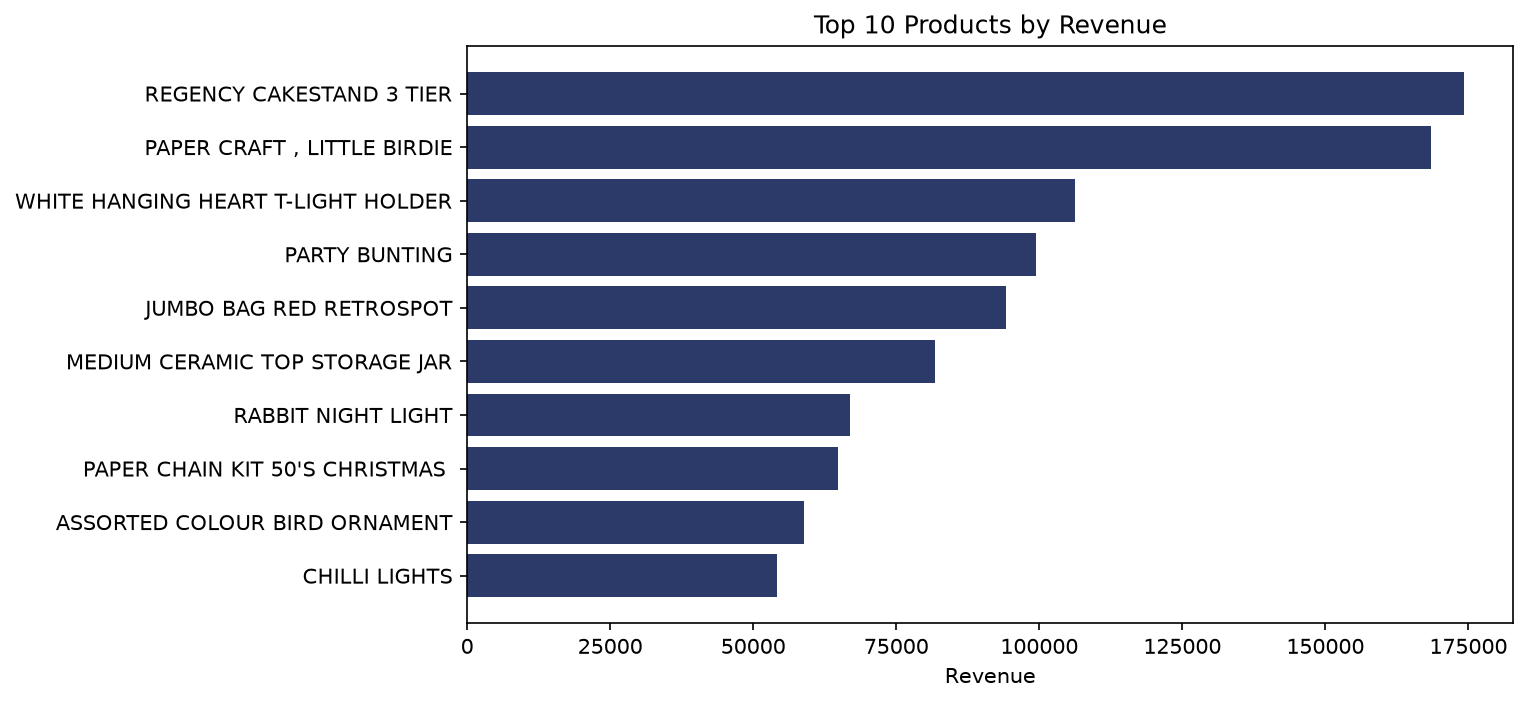 Top 10 Products by Revenue
REGENCY CAKESTAND 3 TIER
PAPER CRAFT , LITTLE BIRDIE
WHITE HANGING HEART T-LIGHT HOLDER
PARTY BUNTING
JUMBO BAG RED RETROSPOT
MEDIUM CERAMIC TOP STORAGE JAR
RABBIT NIGHT LIGHT
PAPER CHAIN KIT 50'S CHRISTMAS
ASSORTED COLOUR BIRD ORNAMENT
CHILLI LIGHTS
0 25000 50000 75000 100000 125000 150000 175000
Revenue